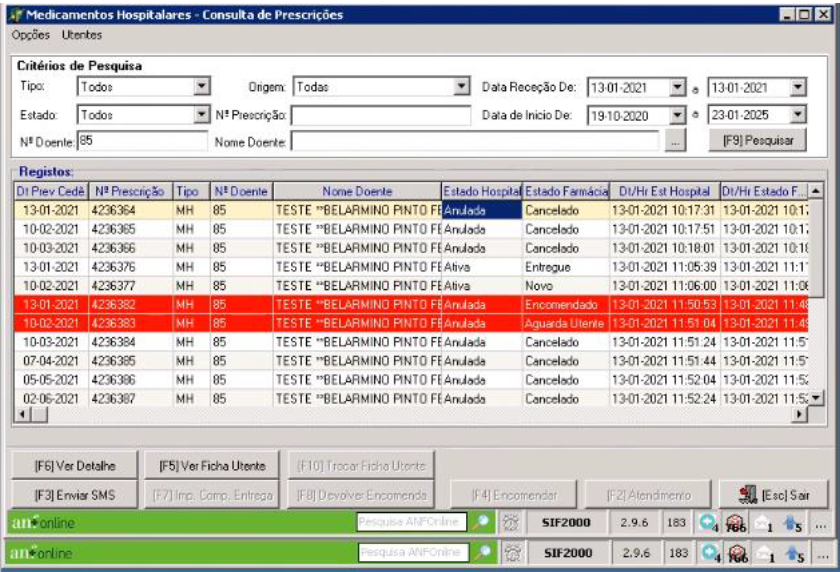 Medicamentos Hospitalares - Consulta de Prescrições
Opções Utentes
Critérios de Pesquisa
Tipo: Todos Origem: Todas Data Receção De: 13-01-2021 a 13-01-2021
Estado: Todos Nº Prescrição: Data de Inicio De: 19-10-2020 a 23-01-2025
Nº Doente: 85 Nome Doente: ... [F9] Pesquisar
Registos:
Dt Prev Cedê Nº Prescrição Tipo Nº Doente Nome Doente Estado Hospital Estado Farmácia Dt/Hr Est Hospital Dt/Hr Estado F...
13-01-2021 4236364 MH 85 TESTE **BELARMINO PINTO FE Anulada Cancelado 13-01-2021 10:17:31 13-01-2021 10:17
10-02-2021 4236365 MH 85 TESTE **BELARMINO PINTO FE Anulada Cancelado 13-01-2021 10:17:51 13-01-2021 10:17
10-03-2021 4236366 MH 85 TESTE **BELARMINO PINTO FE Anulada Cancelado 13-01-2021 10:18:01 13-01-2021 10:18
13-01-2021 4236376 MH 85 TESTE **BELARMINO PINTO FE Ativa Entregue 13-01-2021 11:05:39 13-01-2021 11:1
10-02-2021 4236377 MH 85 TESTE **BELARMINO PINTO FE Ativa Novo 13-01-2021 11:06:00 13-01-2021 11:06
13-01-2021 4236382 MH 85 TESTE **BELARMINO PINTO FE Anulada Encomendado 13-01-2021 11:50:53 13-01-2021 11:48
10-02-2021 4236383 MH 85 TESTE **BELARMINO PINTO FE Anulada Aguarda Utente 13-01-2021 11:51:04 13-01-2021 11:49
10-03-2021 4236384 MH 85 TESTE **BELARMINO PINTO FE Anulada Cancelado 13-01-2021 11:51:24 13-01-2021 11:5
07-04-2021 4236385 MH 85 TESTE **BELARMINO PINTO FE Anulada Cancelado 13-01-2021 11:51:44 13-01-2021 11:5
05-05-2021 4236386 MH 85 TESTE **BELARMINO PINTO FE Anulada Cancelado 13-01-2021 11:52:04 13-01-2021 11:52
02-06-2021 4236387 MH 85 TESTE **BELARMINO PINTO FE Anulada Cancelado 13-01-2021 11:52:24 13-01-2021 11:52
[F6] Ver Detalhe [F5] Ver Ficha Utente [F10] Trocar Ficha Utente
[F3] Enviar SMS [F7] Imp. Comp. Entrega [F8] Devolver Encomenda [F4] Encomendar [F2] Atendimento [Esc] Sair
anf online Pesquisa ANFOnline SIF2000 2.9.6 183 4 766 1 5 ...
anf online Pesquisa ANFOnline SIF2000 2.9.6 183 4 766 1 5 ...